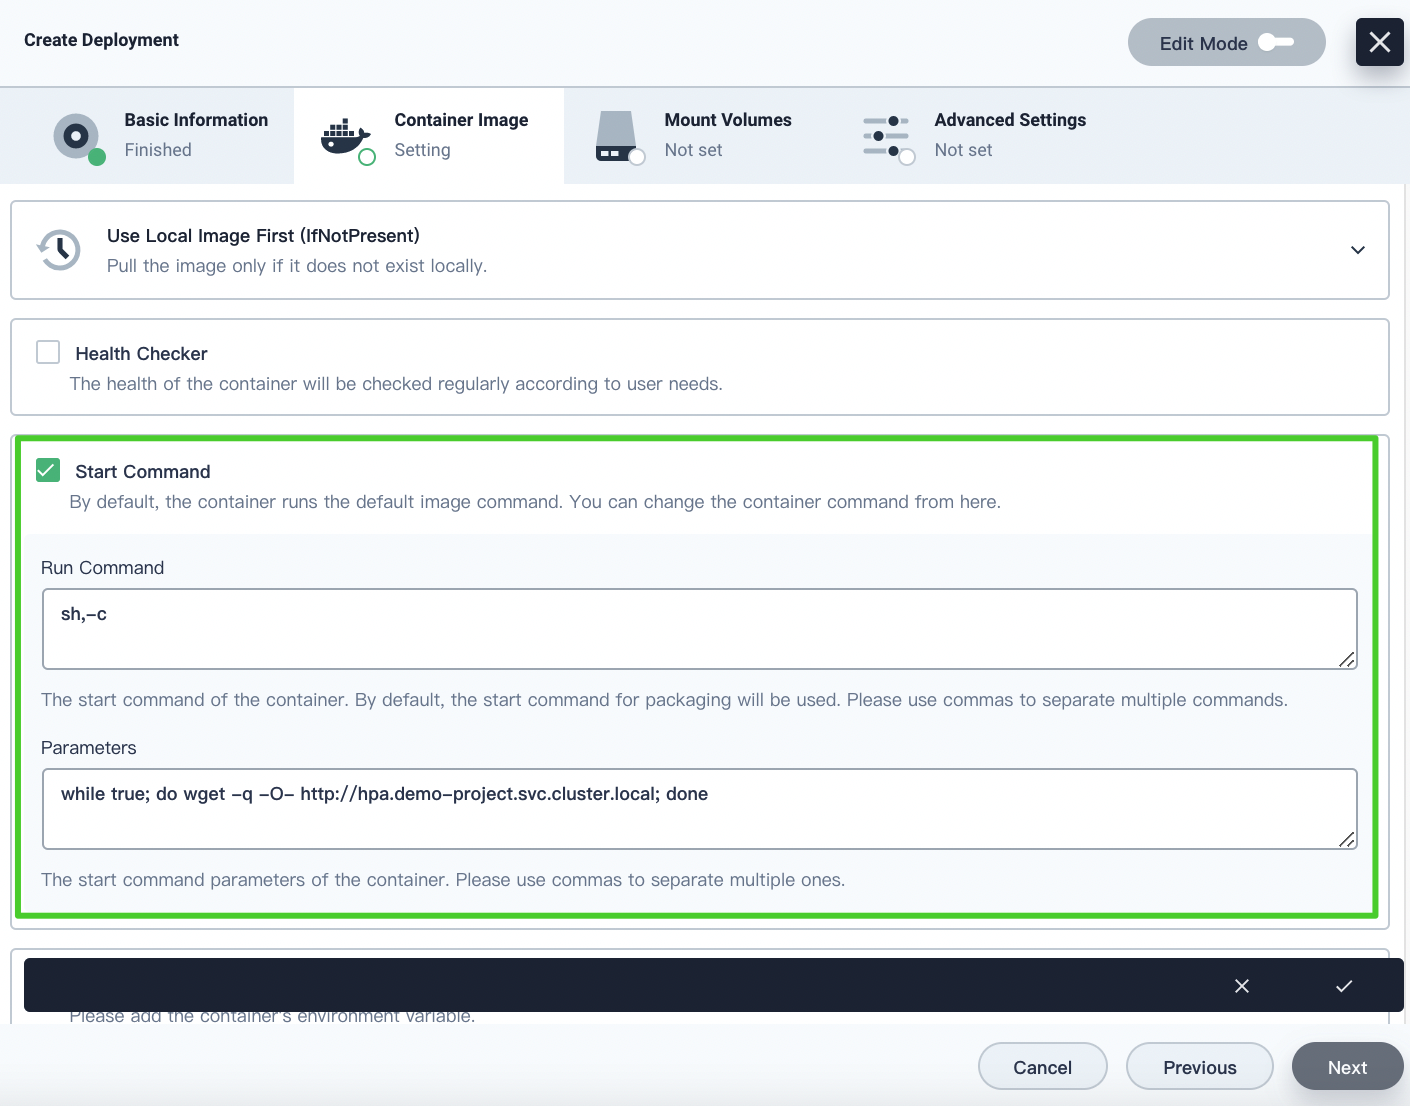 Create Deployment
Edit Mode
Basic Information
Finished
Container Image
Setting
Mount Volumes
Not set
Advanced Settings
Not set
Use Local Image First (IfNotPresent)
Pull the image only if it does not exist locally.
Health Checker
The health of the container will be checked regularly according to user needs.
Start Command
By default, the container runs the default image command. You can change the container command from here.
Run Command
sh,-c
The start command of the container. By default, the start command for packaging will be used. Please use commas to separate multiple commands.
Parameters
while true; do wget -q -O- http://hpa.demo-project.svc.cluster.local; done
The start command parameters of the container. Please use commas to separate multiple ones.
Please add the container's environment variable.
Cancel
Previous
Next